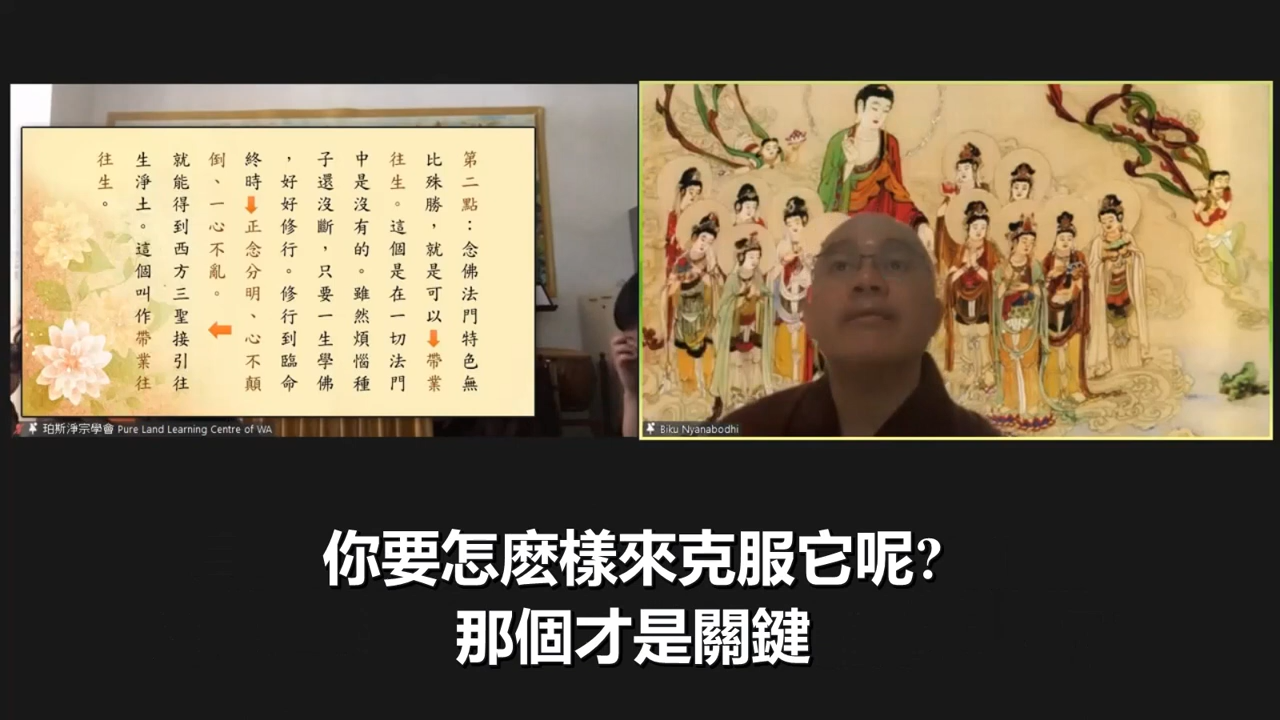 第二點：念佛法門特色無
比殊勝，就是可以⬇帶業
往生。這個是在一切法門
中是沒有的。雖然煩惱種
子還沒斷，只要一生學佛
，好好修行。修行到臨命
終時⬇正念分明、心不顛
倒、一心不亂。⬅
就能得到西方三聖接引往
生淨土。這個叫作帶業往
往生。
珀斯淨宗學會 Pure Land Learning Centre of WA
Biku Nyanabodhi
你要怎麽樣來克服它呢?
那個才是關鍵